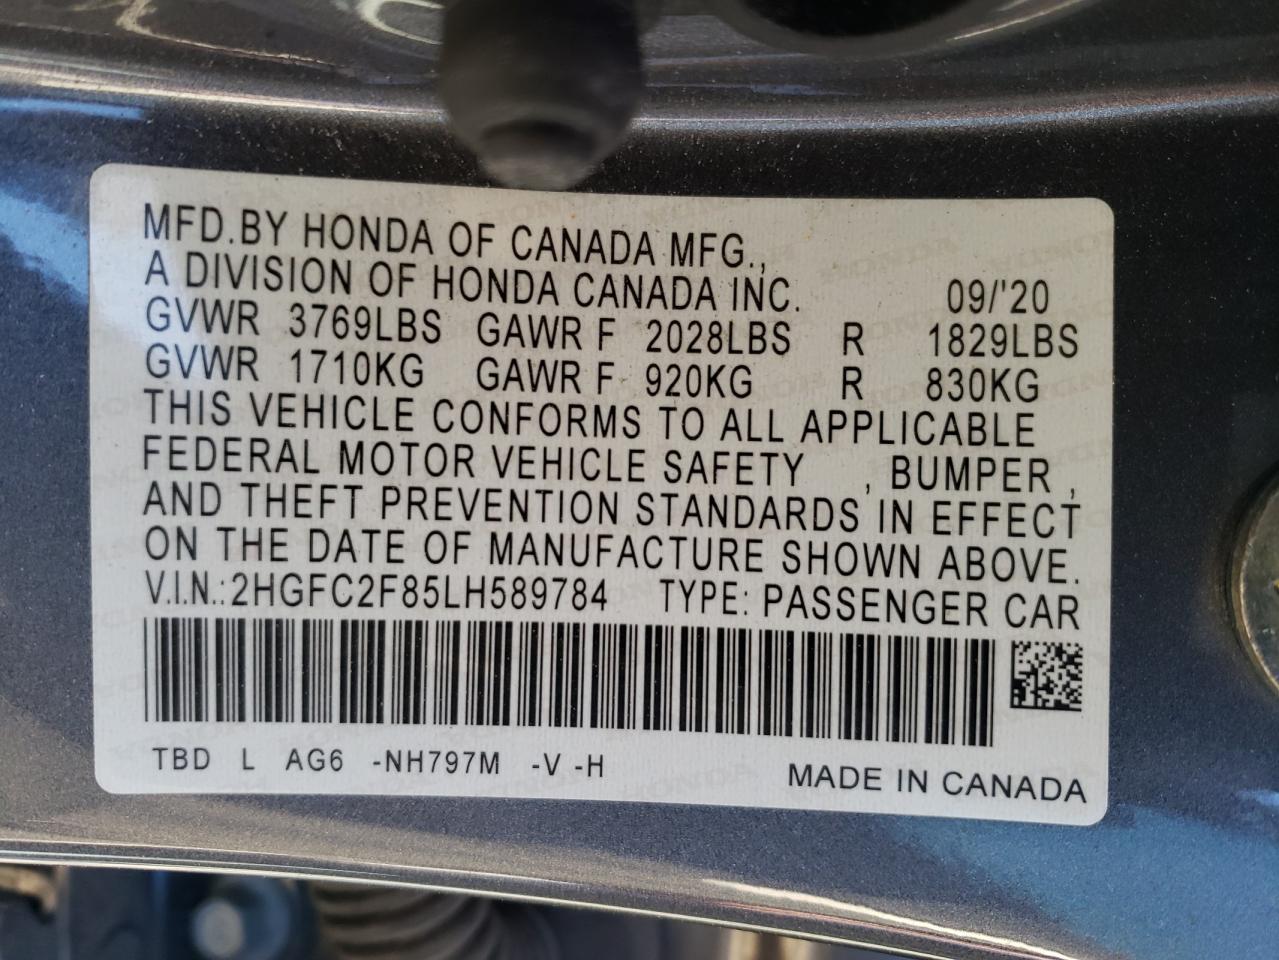 MFD.BY HONDA OF CANADA MFG.,
A DIVISION OF HONDA CANADA INC. 09/'20
GVWR 3769LBS GAWR F 2028LBS R 1829LBS
GVWR 1710KG GAWR F 920KG R 830KG
THIS VEHICLE CONFORMS TO ALL APPLICABLE
FEDERAL MOTOR VEHICLE SAFETY , BUMPER ,
AND THEFT PREVENTION STANDARDS IN EFFECT
ON THE DATE OF MANUFACTURE SHOWN ABOVE.
V.I.N.:2HGFC2F85LH589784 TYPE: PASSENGER CAR
TBD L AG6 -NH797M -V -H MADE IN CANADA